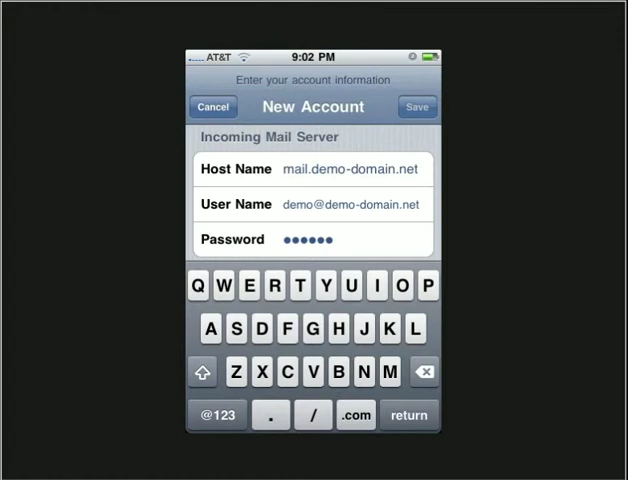 AT&T 9:02 PM
Enter your account information
Cancel New Account Save
Incoming Mail Server
Host Name mail.demo-domain.net
User Name demo@demo-domain.net
Password ●●●●●●
Q W E R T Y U I O P
A S D F G H J K L
Z X C V B N M
@123 . / .com return